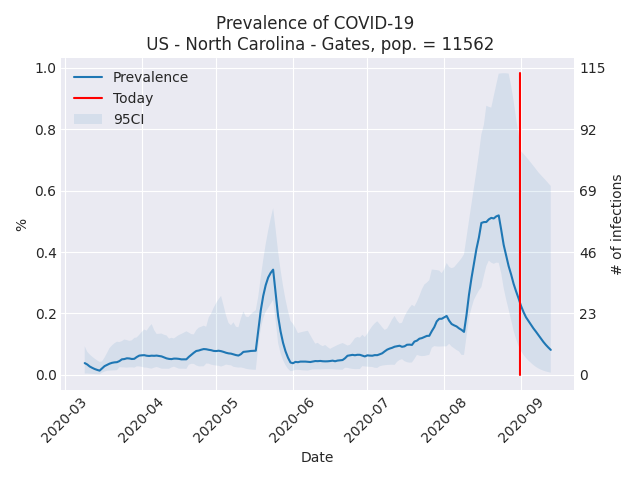 Prevalence of COVID-19
US - North Carolina - Gates, pop. = 11562
Prevalence
Today
95CI
1.0
0.8
0.6
0.4
0.2
0.0
%
115
92
69
46
23
0
# of infections
2020-03
2020-04
2020-05
2020-06
2020-07
2020-08
2020-09
Date